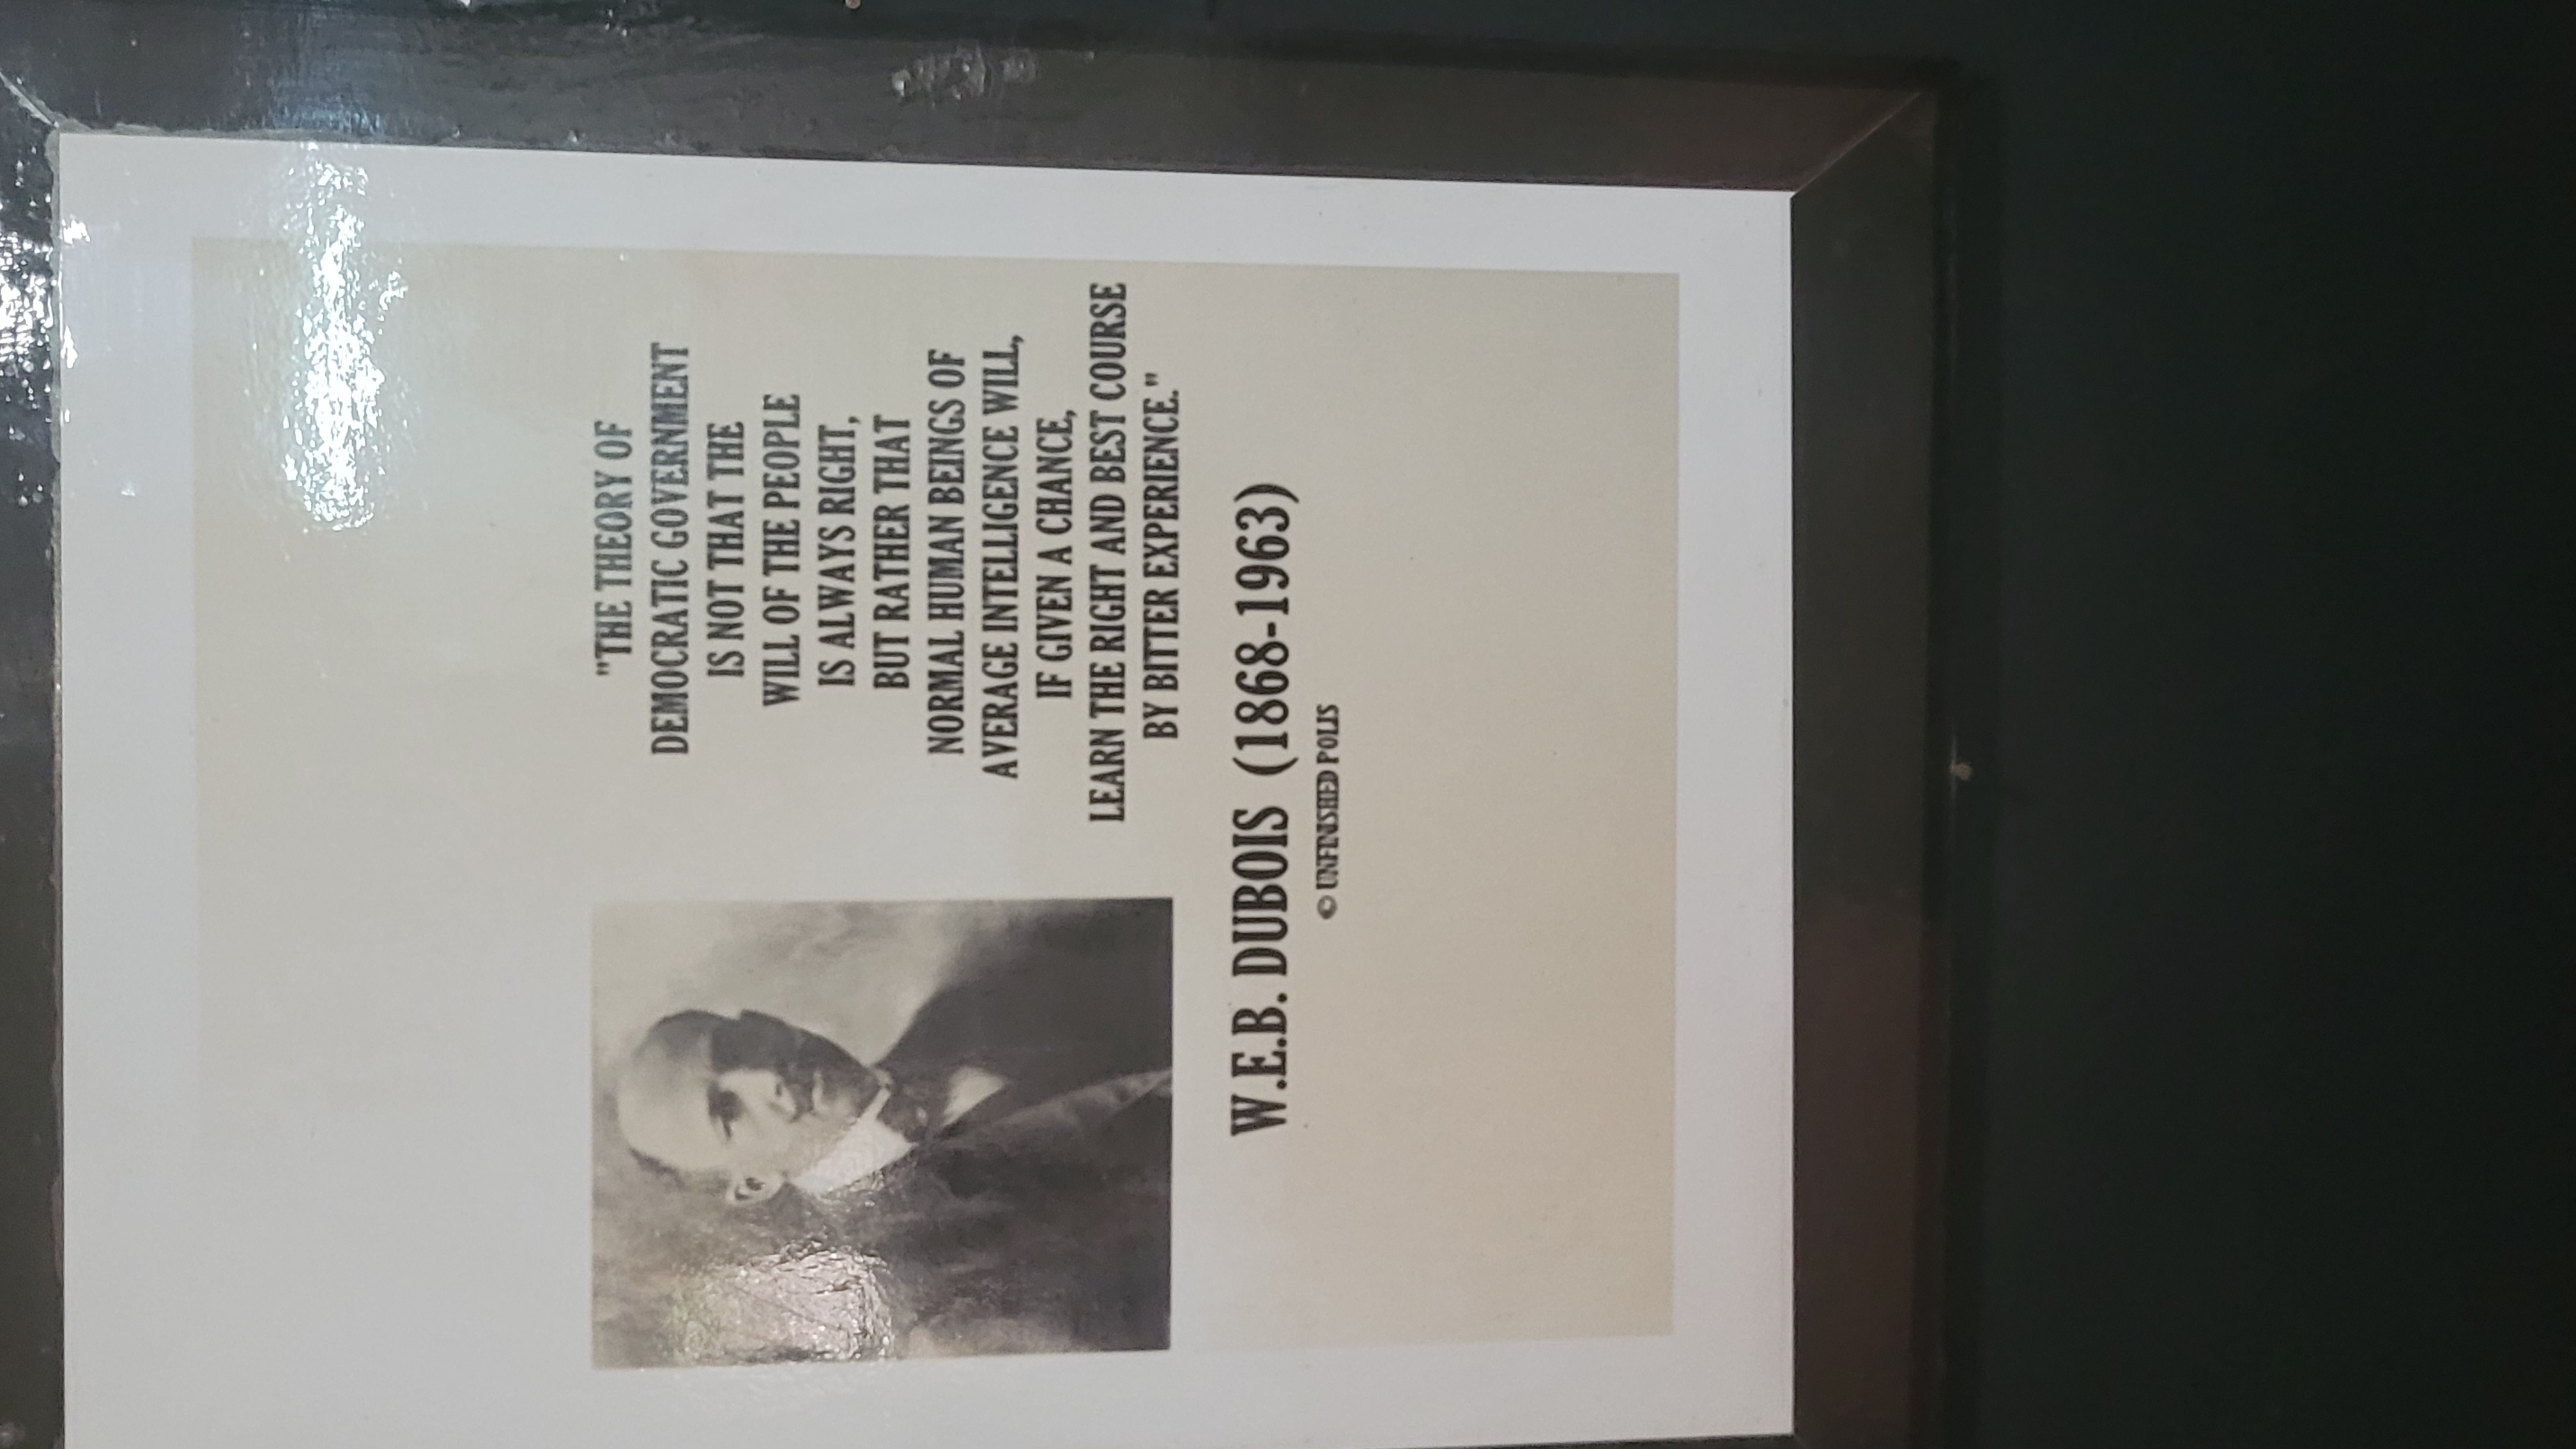 "THE THEORY OF
DEMOCRATIC GOVERNMENT
IS NOT THAT THE
WILL OF THE PEOPLE
IS ALWAYS RIGHT,
BUT RATHER THAT
NORMAL HUMAN BEINGS OF
AVERAGE INTELLIGENCE WILL,
IF GIVEN A CHANCE,
LEARN THE RIGHT AND BEST COURSE
BY BITTER EXPERIENCE."
W.E.B. DUBOIS (1868-1963)
© UNFINISHED POLIS